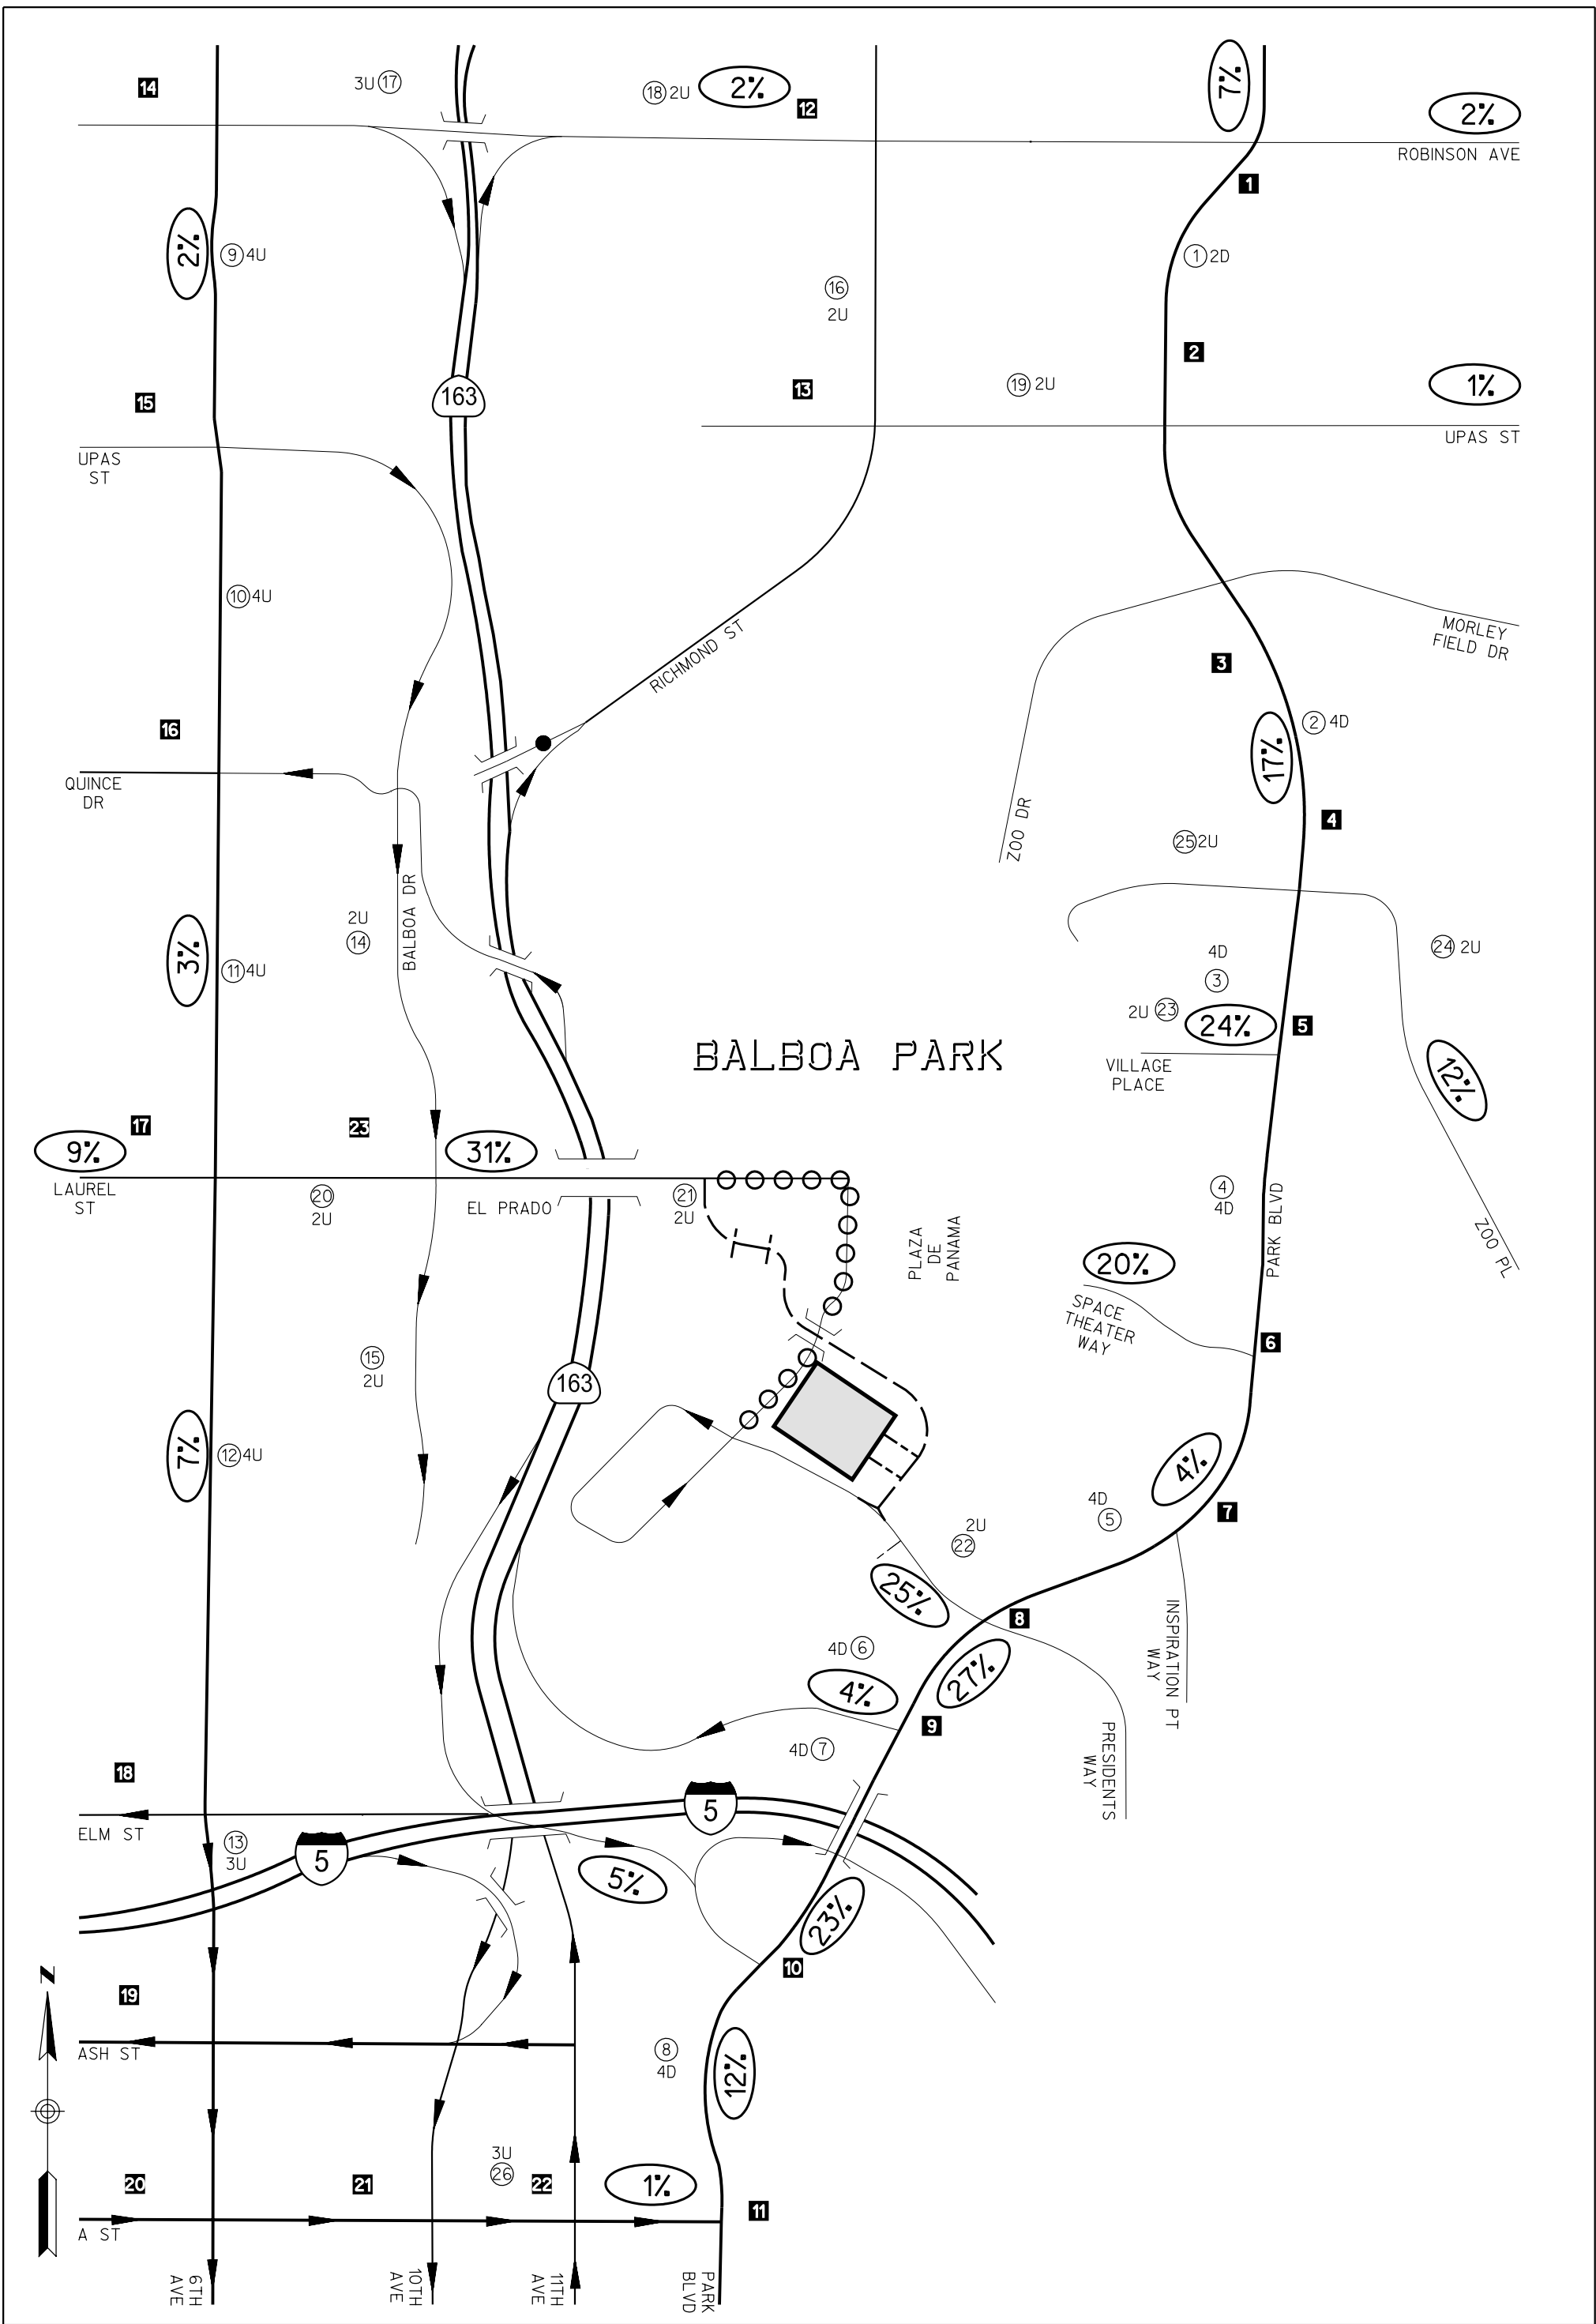 14
3U 17
18 2U
2%
12
7%
2%
ROBINSON AVE
1
2%
9 4U
1 2D
16
2U
2
15
163
13
19 2U
1%
UPAS
ST
UPAS ST
10 4U
RICHMOND ST
MORLEY
FIELD DR
3
16
2 4D
17%
QUINCE
DR
ZOO DR
4
25 2U
3%
11 4U
2U
14
BALBOA DR
4D
3
24 2U
2U 23
24%
5
BALBOA PARK
VILLAGE
PLACE
12%
17
23
9%
31%
LAUREL
ST
20
2U
EL PRADO
21
2U
PLAZA
DE
PANAMA
4
4D
PARK BLVD
ZOO PL
20%
SPACE
THEATER
WAY
6
15
2U
163
7%
12 4U
4%
4D
5
7
2U
22
25%
8
INSPIRATION PT
WAY
4D 6
27%
4%
9
PRESIDENTS
WAY
4D 7
18
5
ELM ST
13
3U
5
5%
23%
10
N
19
ASH ST
8
4D
12%
3U
26
20
21
22
1%
11
A ST
6TH
AVE
10TH
AVE
11TH
AVE
PARK
BLVD